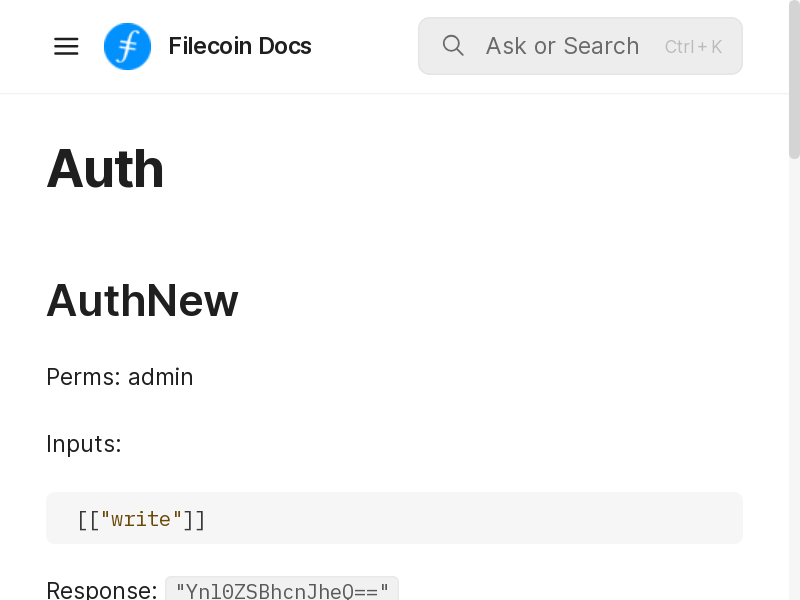 Filecoin Docs
Ask or Search Ctrl + K
Auth
AuthNew
Perms: admin
Inputs:
[["write"]]
Response: "Ynl0ZSBhcnJheQ=="